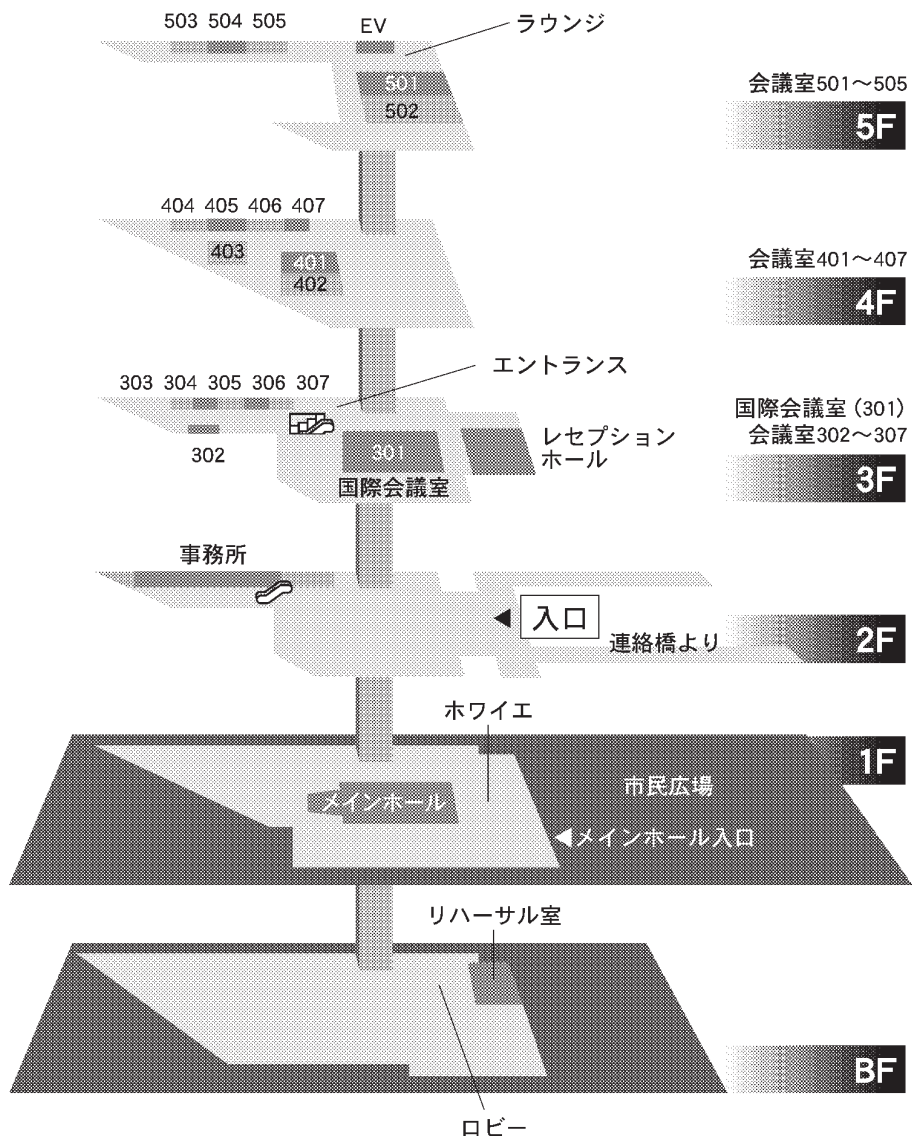 503 504 505
EV
ラウンジ
501
502
会議室501〜505
5F
404 405 406 407
403
401
402
会議室401〜407
4F
エントランス
303 304 305 306 307
302
301
国際会議室
レセプション
ホール
国際会議室(301)
会議室302〜307
3F
事務所
入口
連絡橋より
2F
ホワイエ
1F
メインホール
市民広場
◀メインホール入口
リハーサル室
BF
ロビー